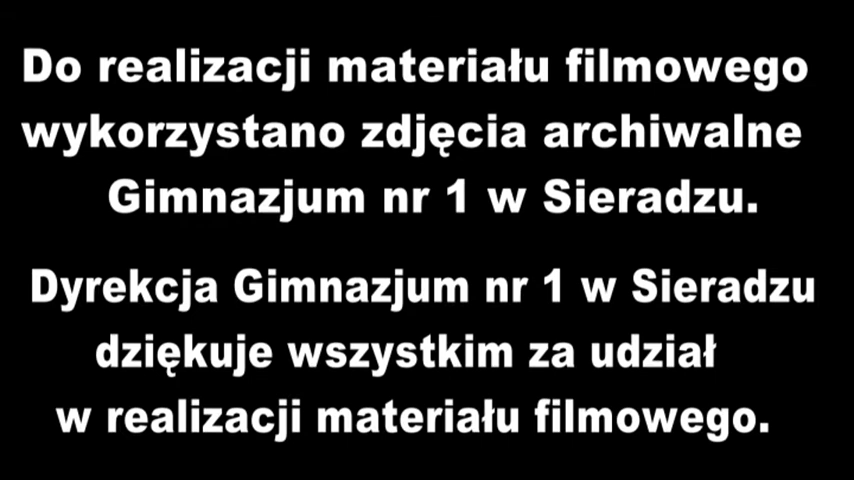 Do realizacji materiału filmowego
wykorzystano zdjęcia archiwalne
Gimnazjum nr 1 w Sieradzu.
Dyrekcja Gimnazjum nr 1 w Sieradzu
dziękuje wszystkim za udział
w realizacji materiału filmowego.